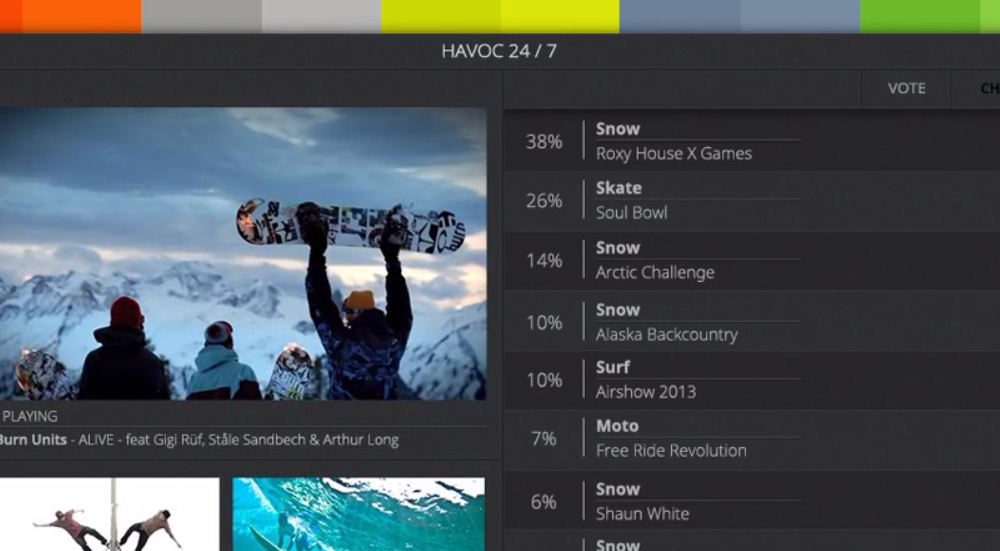 HAVOC 24 / 7
VOTE
CH
PLAYING
Burn Units - ALIVE - feat Gigi Rüf, Ståle Sandbech & Arthur Long
38%
Snow
Roxy House X Games
26%
Skate
Soul Bowl
14%
Snow
Arctic Challenge
10%
Snow
Alaska Backcountry
10%
Surf
Airshow 2013
7%
Moto
Free Ride Revolution
6%
Snow
Shaun White
Snow